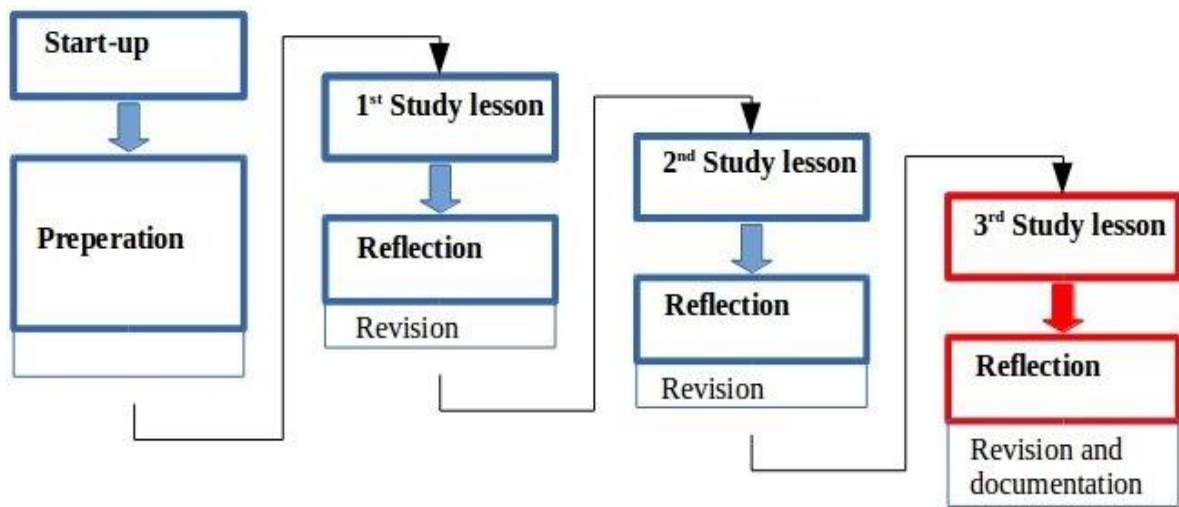 Start-up
Preperation
1st Study lesson
Reflection
Revision
2nd Study lesson
Reflection
Revision
3rd Study lesson
Reflection
Revision and
documentation